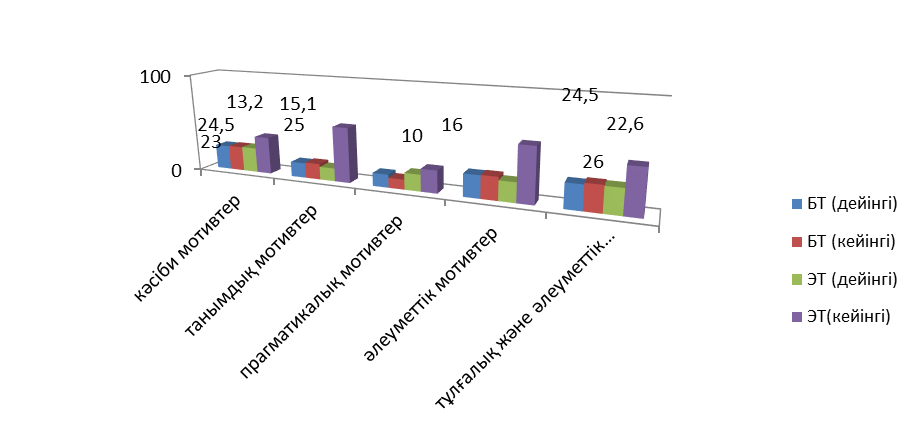 100
0
24,5
23
13,2
15,1
25
10
16
24,5
22,6
26
кәсіби мотивтер
танымдық мотивтер
прагматикалық мотивтер
әлеуметтік мотивтер
тұлғалық және әлеуметтік…
БТ (дейінгі)
БТ (кейінгі)
ЭТ (дейінгі)
ЭТ(кейінгі)